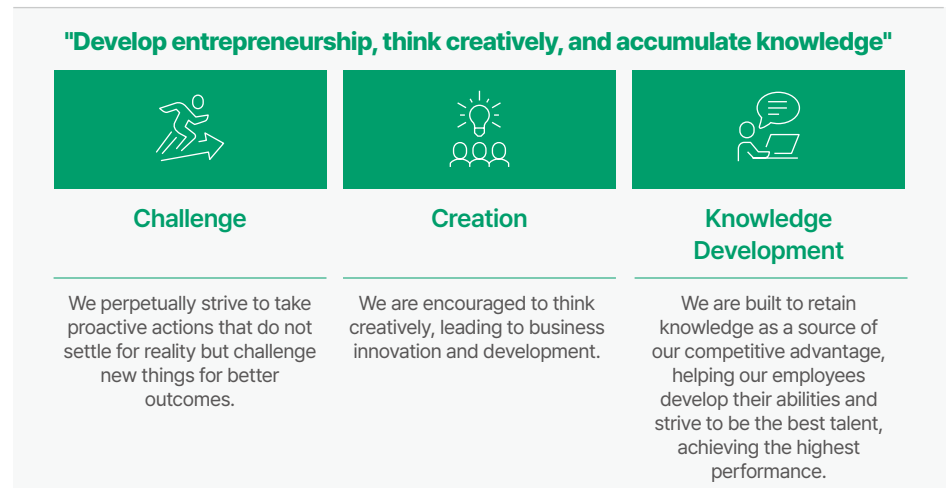 "Develop entrepreneurship, think creatively, and accumulate knowledge"
Challenge
We perpetually strive to take
proactive actions that do not
settle for reality but challenge
new things for better
outcomes.
Creation
We are encouraged to think
creatively, leading to business
innovation and development.
Knowledge
Development
We are built to retain
knowledge as a source of
our competitive advantage,
helping our employees
develop their abilities and
strive to be the best talent,
achieving the highest
performance.